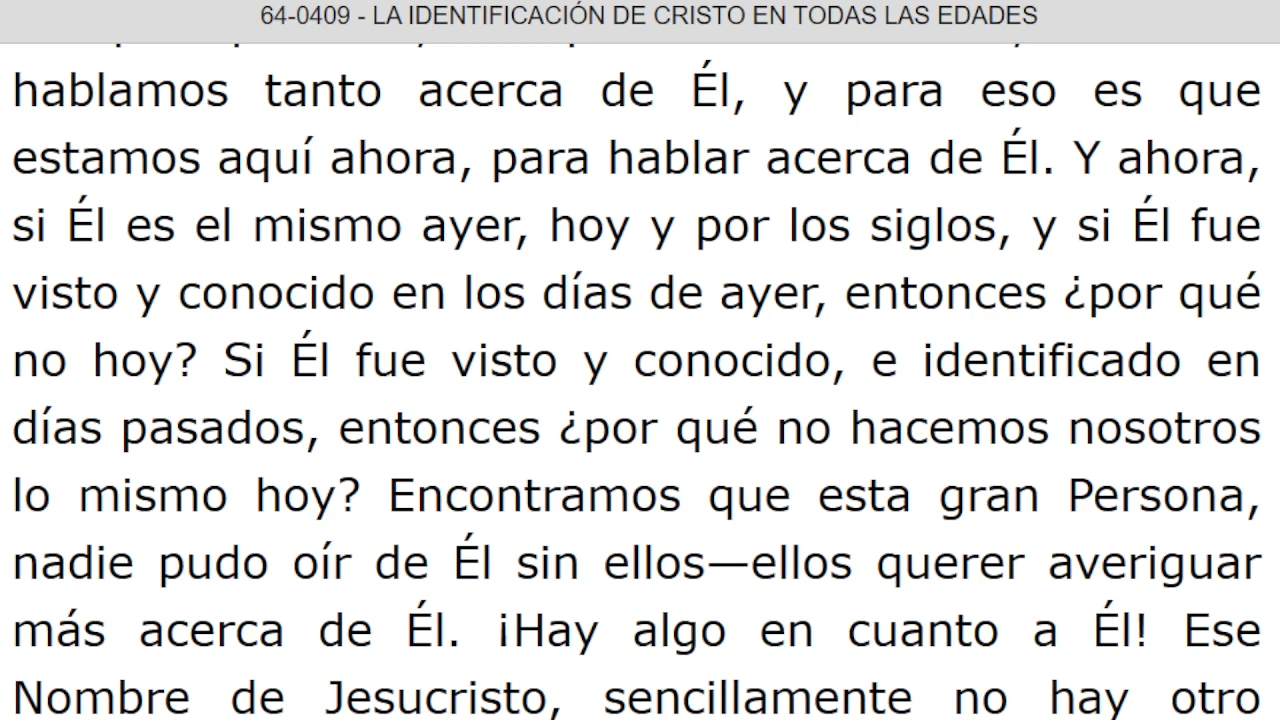 64-0409 - LA IDENTIFICACIÓN DE CRISTO EN TODAS LAS EDADES
hablamos tanto acerca de Él, y para eso es que
estamos aquí ahora, para hablar acerca de Él. Y ahora,
si Él es el mismo ayer, hoy y por los siglos, y si Él fue
visto y conocido en los días de ayer, entonces ¿por qué
no hoy? Si Él fue visto y conocido, e identificado en
días pasados, entonces ¿por qué no hacemos nosotros
lo mismo hoy? Encontramos que esta gran Persona,
nadie pudo oír de Él sin ellos—ellos querer averiguar
más acerca de Él. ¡Hay algo en cuanto a Él! Ese
Nombre de Jesucristo, sencillamente no hay otro